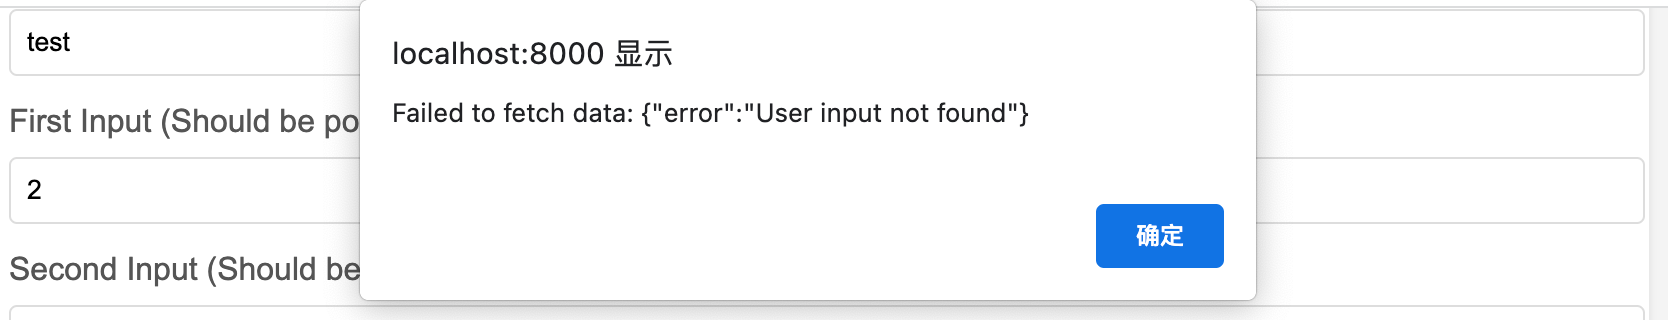 test
localhost:8000 显示
Failed to fetch data: {"error":"User input not found"}
First Input (Should be po
2
确定
Second Input (Should be